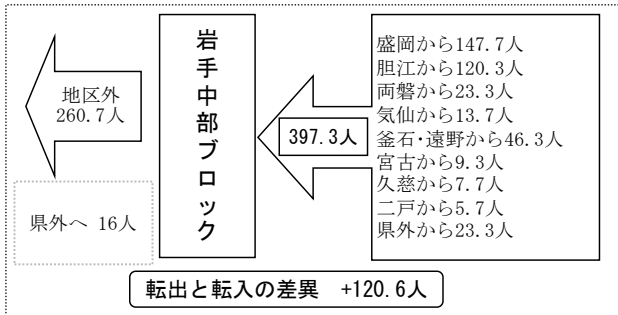 地区外
260.7人
県外へ 16人
岩手中部ブロック
397.3人
盛岡から147.7人
胆江から120.3人
両磐から23.3人
気仙から13.7人
釜石・遠野から46.3人
宮古から9.3人
久慈から7.7人
二戸から5.7人
県外から23.3人
転出と転入の差異　+120.6人